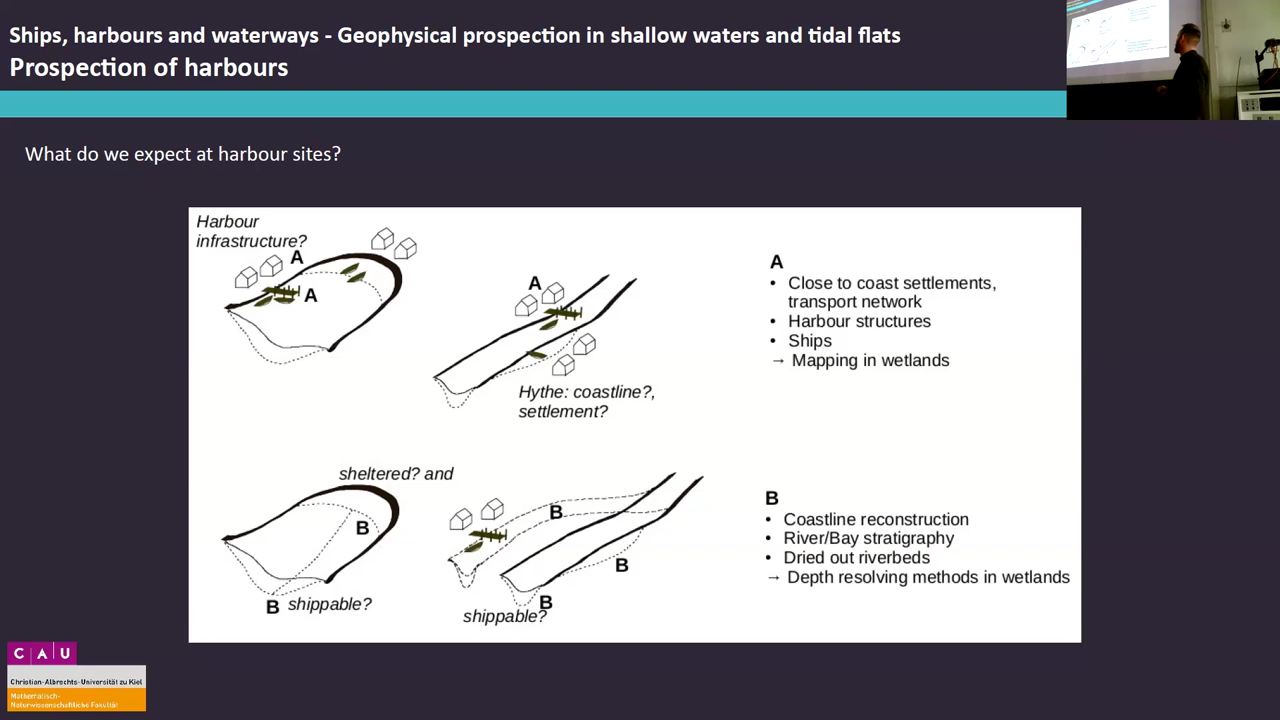 Ships, harbours and waterways - Geophysical prospection in shallow waters and tidal flats
Prospection of harbours
What do we expect at harbour sites?
Harbour
infrastructure?
A
A
A
Hythe: coastline?,
settlement?
A
• Close to coast settlements,
transport network
• Harbour structures
• Ships
→ Mapping in wetlands
sheltered? and
B
B shippable?
B
B
B
shippable?
B
• Coastline reconstruction
• River/Bay stratigraphy
• Dried out riverbeds
→ Depth resolving methods in wetlands
C A U
Christian-Albrechts-Universität zu Kiel
Mathematisch-
Naturwissenschaftliche Fakultät